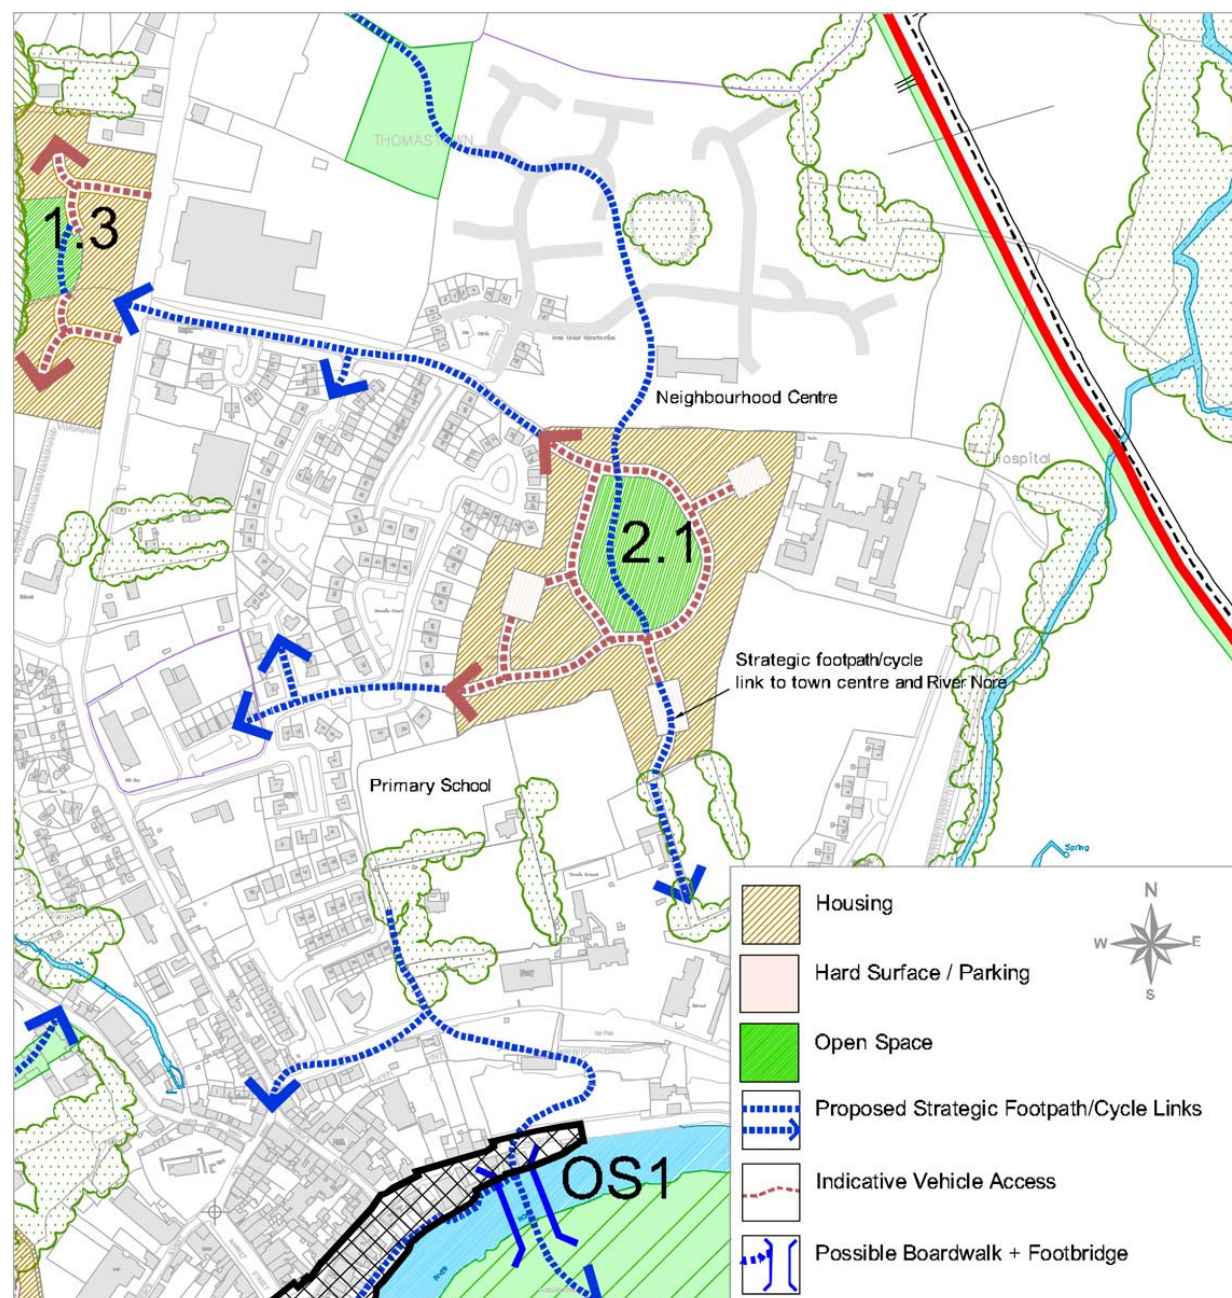 THOMASTOWN
1.3
Neighbourhood Centre
Hospital
2.1
Strategic footpath/cycle
link to town centre and River Nore
Primary School
Spring
OS1
Housing
Hard Surface / Parking
Open Space
Proposed Strategic Footpath/Cycle Links
Indicative Vehicle Access
Possible Boardwalk + Footbridge
N
W
E
S